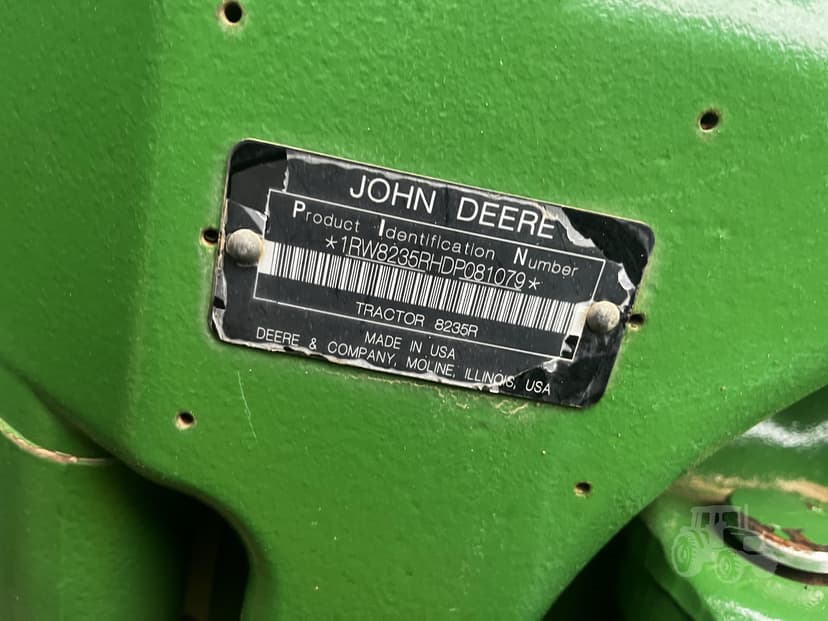 JOHN DEERE
Product Identification Number
*1RW8235RHDP081079*
TRACTOR 8235R
MADE IN USA
DEERE & COMPANY, MOLINE, ILLINOIS, USA